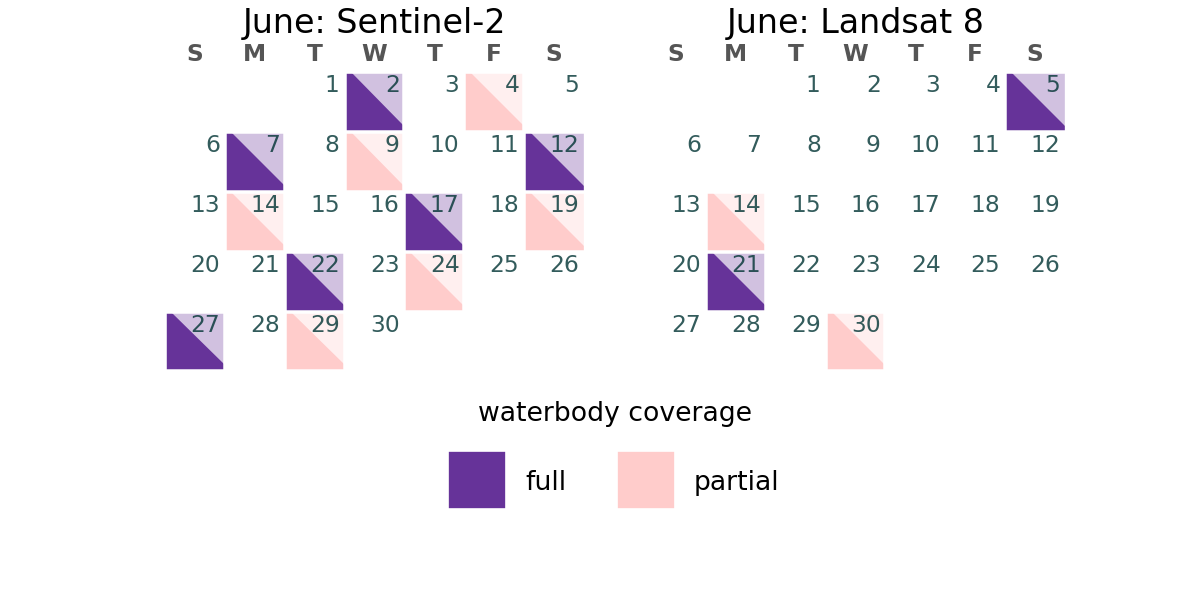 June: Sentinel-2 June: Landsat 8
S M T W T F S S M T W T F S
1 2 3 4 5 1 2 3 4 5
6 7 8 9 10 11 12 6 7 8 9 10 11 12
13 14 15 16 17 18 19 13 14 15 16 17 18 19
20 21 22 23 24 25 26 20 21 22 23 24 25 26
27 28 29 30 27 28 29 30
waterbody coverage
full partial